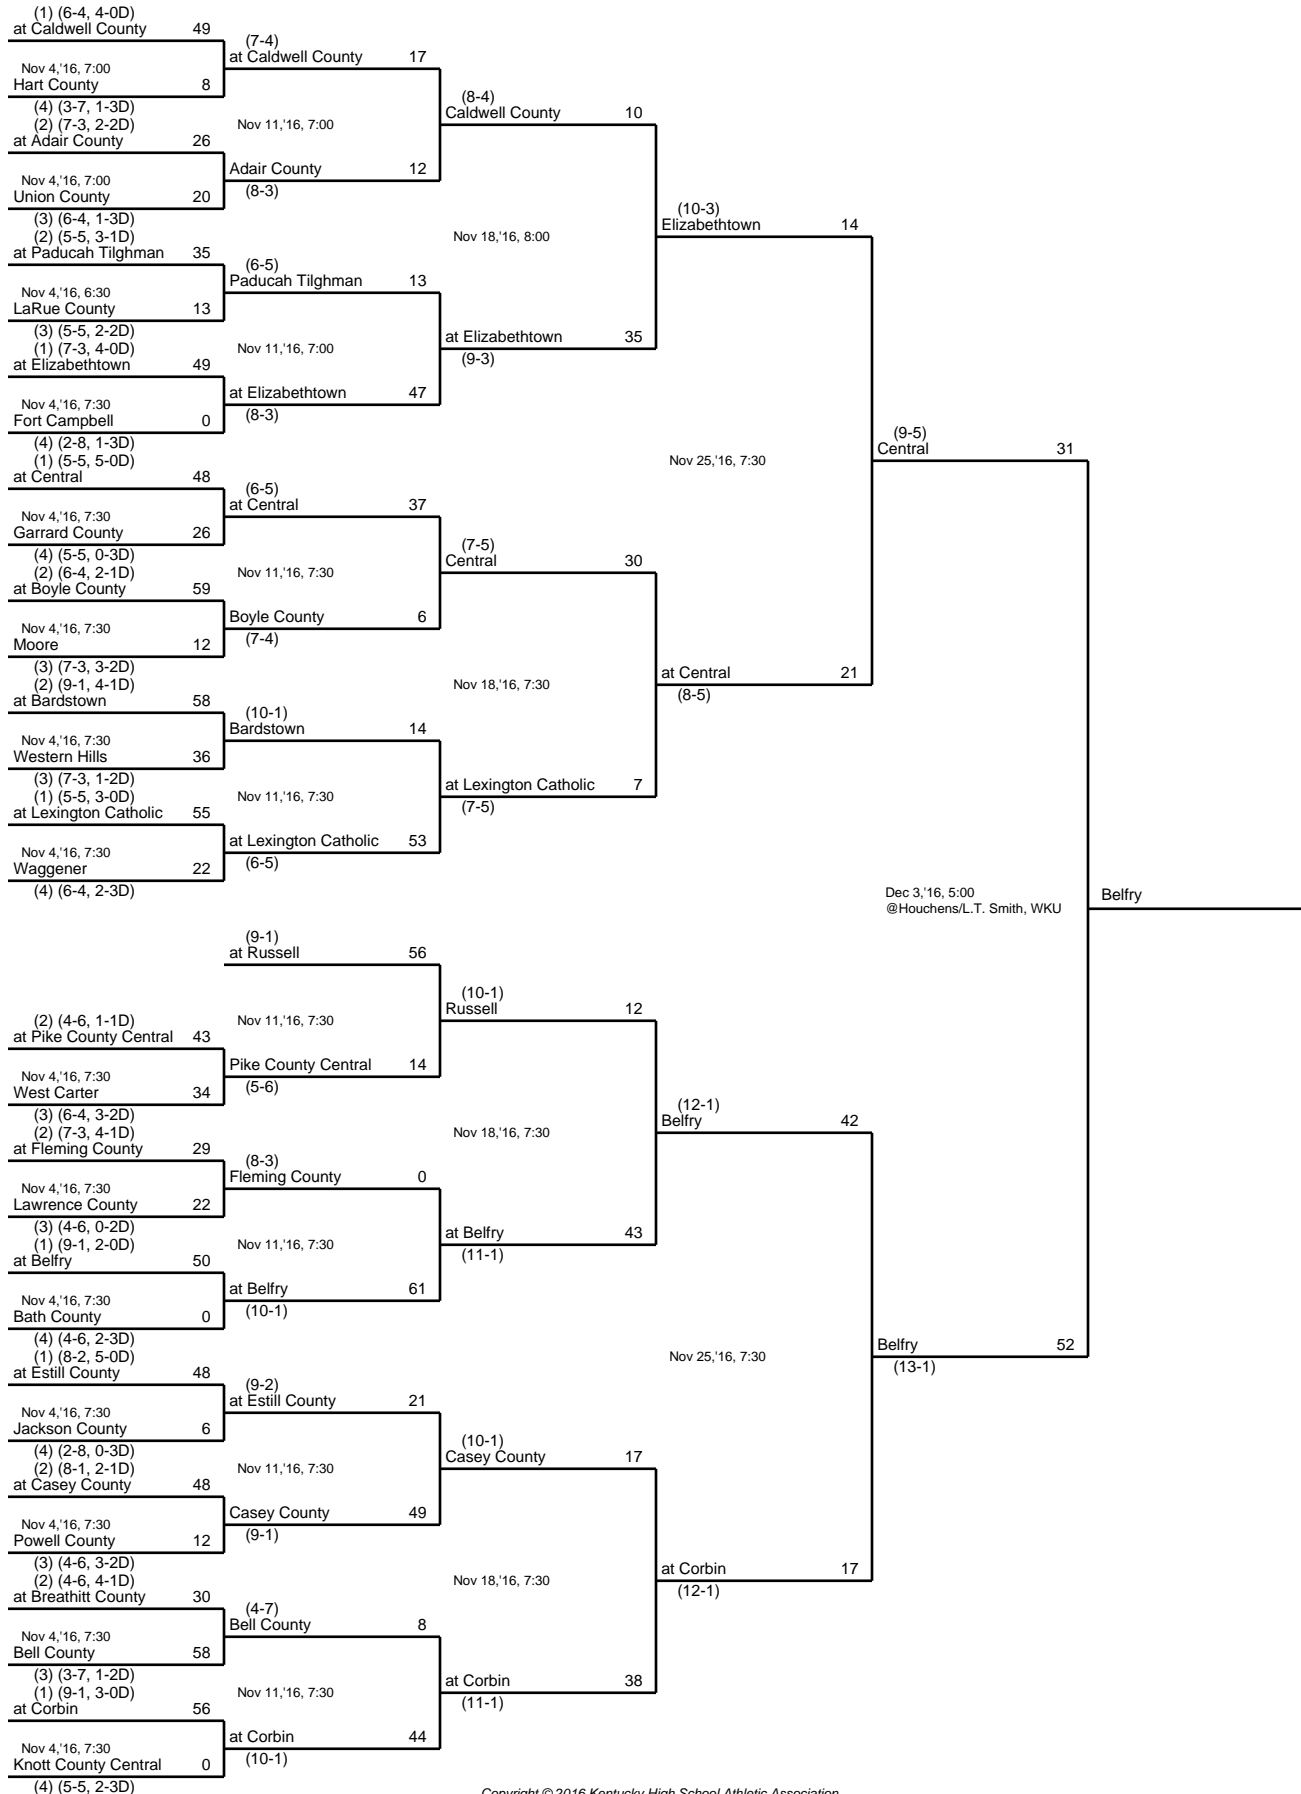 (1) (6-4, 4-0D)
at Caldwell County 49
Nov 4,'16, 7:00
Hart County 8
(4) (3-7, 1-3D)
(2) (7-3, 2-2D)
at Adair County 26
Nov 4,'16, 7:00
Union County 20
(3) (6-4, 1-3D)
(2) (5-5, 3-1D)
at Paducah Tilghman 35
Nov 4,'16, 6:30
LaRue County 13
(3) (5-5, 2-2D)
(1) (7-3, 4-0D)
at Elizabethtown 49
Nov 4,'16, 7:30
Fort Campbell 0
(4) (2-8, 1-3D)
(1) (5-5, 5-0D)
at Central 48
Nov 4,'16, 7:30
Garrard County 26
(4) (5-5, 0-3D)
(2) (6-4, 2-1D)
at Boyle County 59
Nov 4,'16, 7:30
Moore 12
(3) (7-3, 3-2D)
(2) (9-1, 4-1D)
at Bardstown 58
Nov 4,'16, 7:30
Western Hills 36
(3) (7-3, 1-2D)
(1) (5-5, 3-0D)
at Lexington Catholic 55
Nov 4,'16, 7:30
Waggener 22
(4) (6-4, 2-3D)
(2) (4-6, 1-1D)
at Pike County Central 43
Nov 4,'16, 7:30
West Carter 34
(3) (6-4, 3-2D)
(2) (7-3, 4-1D)
at Fleming County 29
Nov 4,'16, 7:30
Lawrence County 22
(3) (4-6, 0-2D)
(1) (9-1, 2-0D)
at Belfry 50
Nov 4,'16, 7:30
Bath County 0
(4) (4-6, 2-3D)
(1) (8-2, 5-0D)
at Estill County 48
Nov 4,'16, 7:30
Jackson County 6
(4) (2-8, 0-3D)
(2) (8-1, 2-1D)
at Casey County 48
Nov 4,'16, 7:30
Powell County 12
(3) (4-6, 3-2D)
(2) (4-6, 4-1D)
at Breathitt County 30
Nov 4,'16, 7:30
Bell County 58
(3) (3-7, 1-2D)
(1) (9-1, 3-0D)
at Corbin 56
Nov 4,'16, 7:30
Knott County Central 0
(4) (5-5, 2-3D)
(7-4)
at Caldwell County 17
Nov 11,'16, 7:00
Adair County 12
(8-3)
(6-5)
Paducah Tilghman 13
Nov 11,'16, 7:00
at Elizabethtown 47
(8-3)
(6-5)
at Central 37
Nov 11,'16, 7:30
Boyle County 6
(7-4)
(10-1)
Bardstown 14
Nov 11,'16, 7:30
at Lexington Catholic 53
(6-5)
(9-1)
at Russell 56
Nov 11,'16, 7:30
Pike County Central 14
(5-6)
(8-3)
Fleming County 0
Nov 11,'16, 7:30
at Belfry 61
(10-1)
(9-2)
at Estill County 21
Nov 11,'16, 7:30
Casey County 49
(9-1)
(4-7)
Bell County 8
Nov 11,'16, 7:30
at Corbin 44
(10-1)
(8-4)
Caldwell County 10
Nov 18,'16, 8:00
at Elizabethtown 35
(9-3)
(7-5)
Central 30
Nov 18,'16, 7:30
at Lexington Catholic 7
(7-5)
(10-1)
Russell 12
Nov 18,'16, 7:30
at Belfry 43
(11-1)
(10-1)
Casey County 17
Nov 18,'16, 7:30
at Corbin 38
(11-1)
(10-3)
Elizabethtown 14
Nov 25,'16, 7:30
at Central 21
(8-5)
(12-1)
Belfry 42
Nov 25,'16, 7:30
at Corbin 17
(12-1)
(9-5)
Central 31
Dec 3,'16, 5:00
@Houchens/L.T. Smith, WKU
Belfry 52
(13-1)
Belfry
Copyright © 2016 Kentucky High School Athletic Association